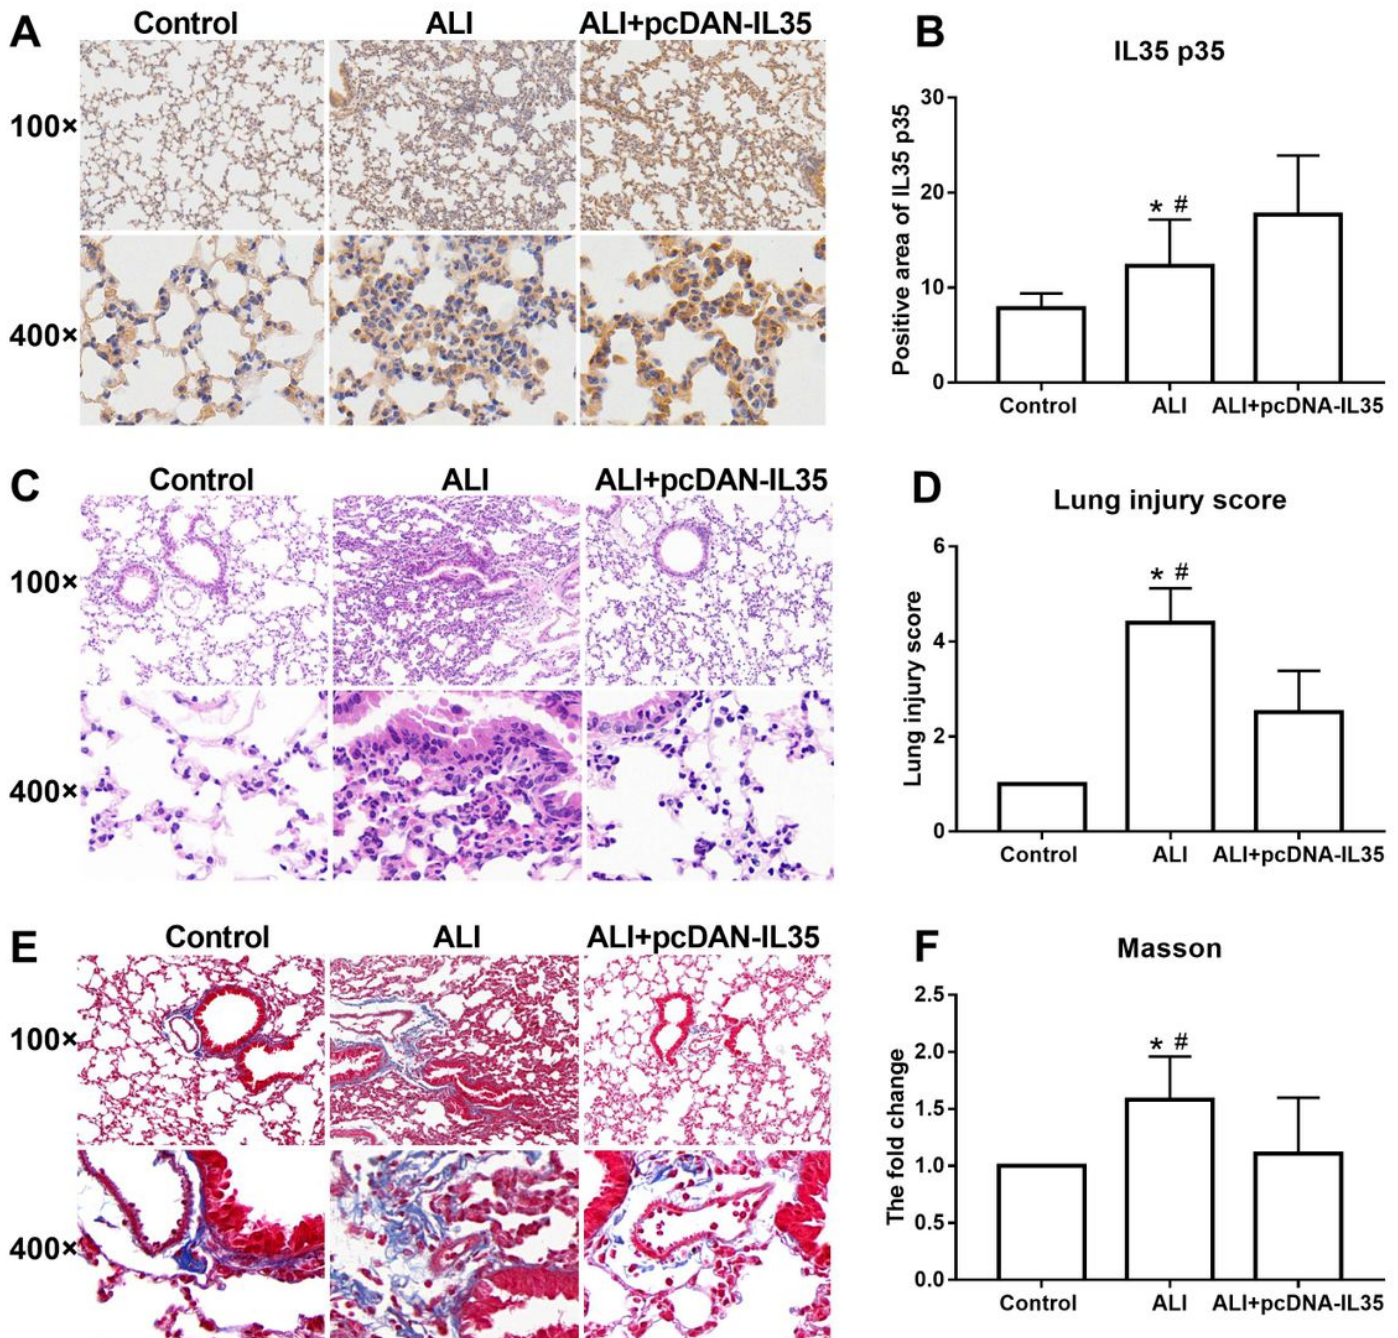 A
Control ALI ALI+pcDAN-IL35
100×
400×
B
IL35 p35
Positive area of IL35 p35
30
20
10
0
* #
Control ALI ALI+pcDNA-IL35
C
Control ALI ALI+pcDAN-IL35
100×
400×
D
Lung injury score
Lung injury score
6
4
2
0
* #
Control ALI ALI+pcDNA-IL35
E
Control ALI ALI+pcDAN-IL35
100×
400×
F
Masson
The fold change
2.5
2.0
1.5
1.0
0.5
0.0
* #
Control ALI ALI+pcDNA-IL35